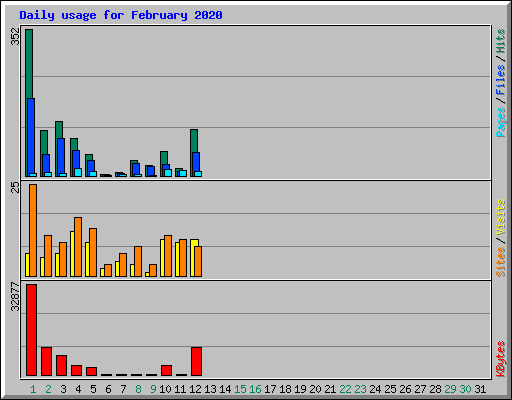 Daily usage for February 2020
352
Pages / Files / Hits
25
Sites / Visits
32877
KBytes
1 2 3 4 5 6 7 8 9 10 11 12 13 14 15 16 17 18 19 20 21 22 23 24 25 26 27 28 29 30 31